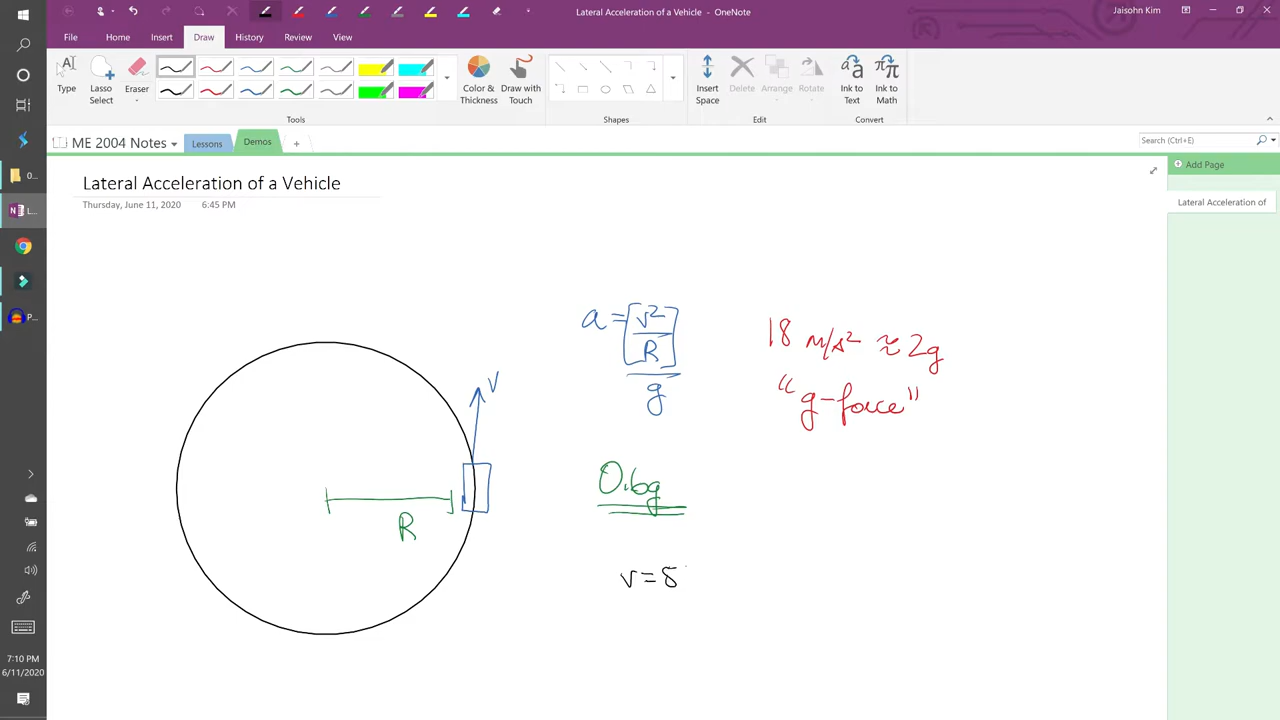 Lateral Acceleration of a Vehicle - OneNote
Jaisohn Kim
File Home Insert Draw History Review View
Type
Lasso Select
Eraser
Color & Thickness
Draw with Touch
Insert Space
Delete
Arrange
Rotate
Ink to Text
Ink to Math
Tools
Shapes
Edit
Convert
ME 2004 Notes
Lessons
Demos
Search (Ctrl+E)
Add Page
Lateral Acceleration of
Lateral Acceleration of a Vehicle
Thursday, June 11, 2020 6:45 PM
0...
L...
P...
a = [v²/R]/g
18 m/s² ≈ 2g
"g-force"
V
0.6g
R
v=8
7:10 PM
6/11/2020